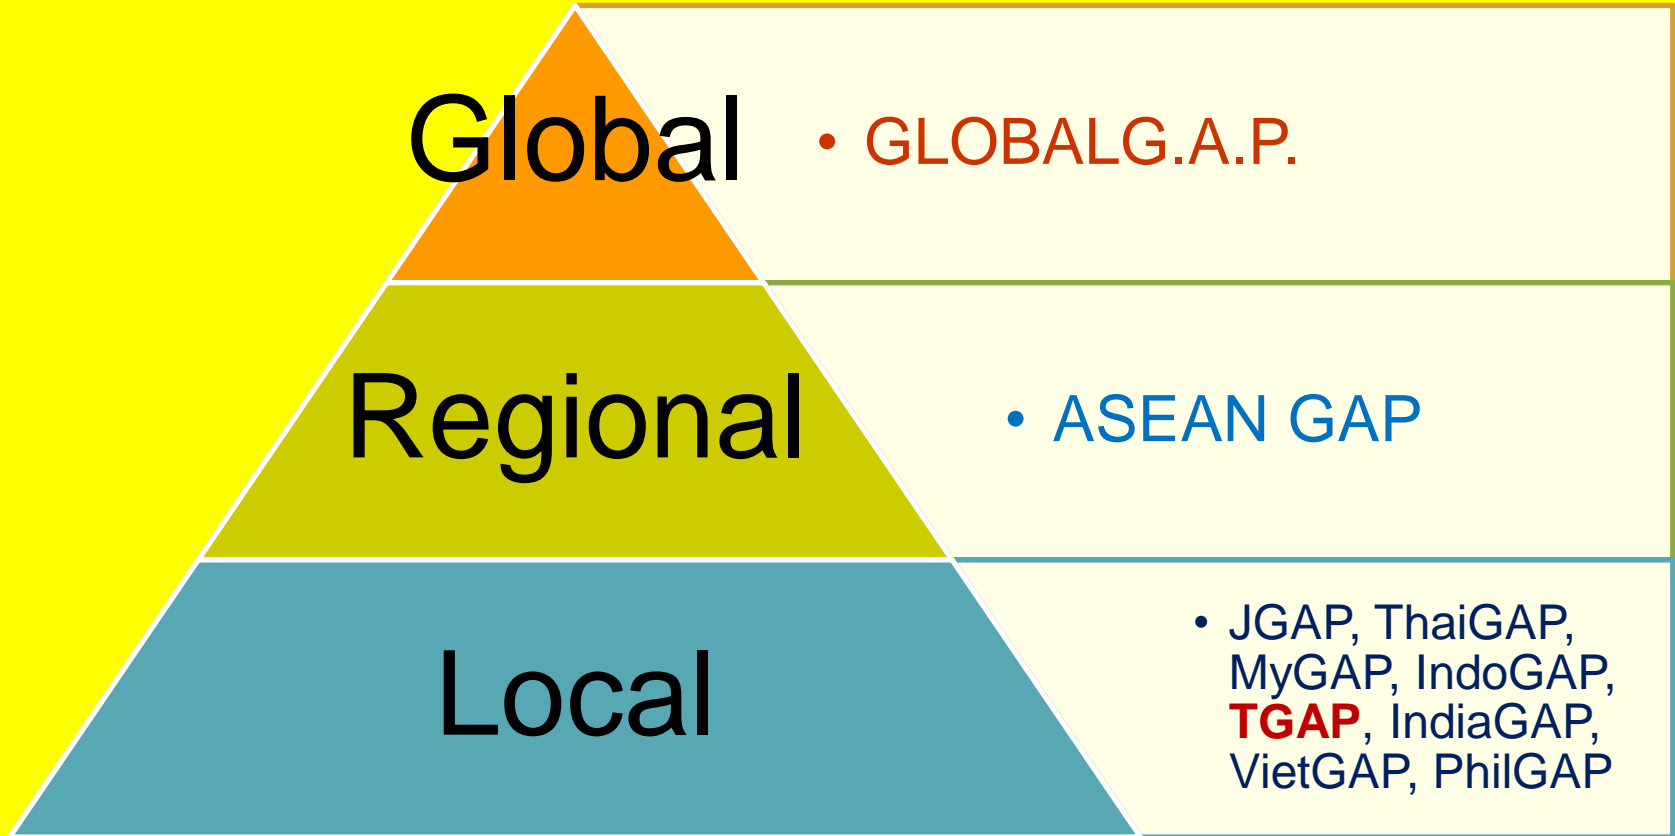 Global
• GLOBALG.A.P.
Regional
• ASEAN GAP
Local
• JGAP, ThaiGAP,
MyGAP, IndoGAP,
TGAP, IndiaGAP,
VietGAP, PhilGAP